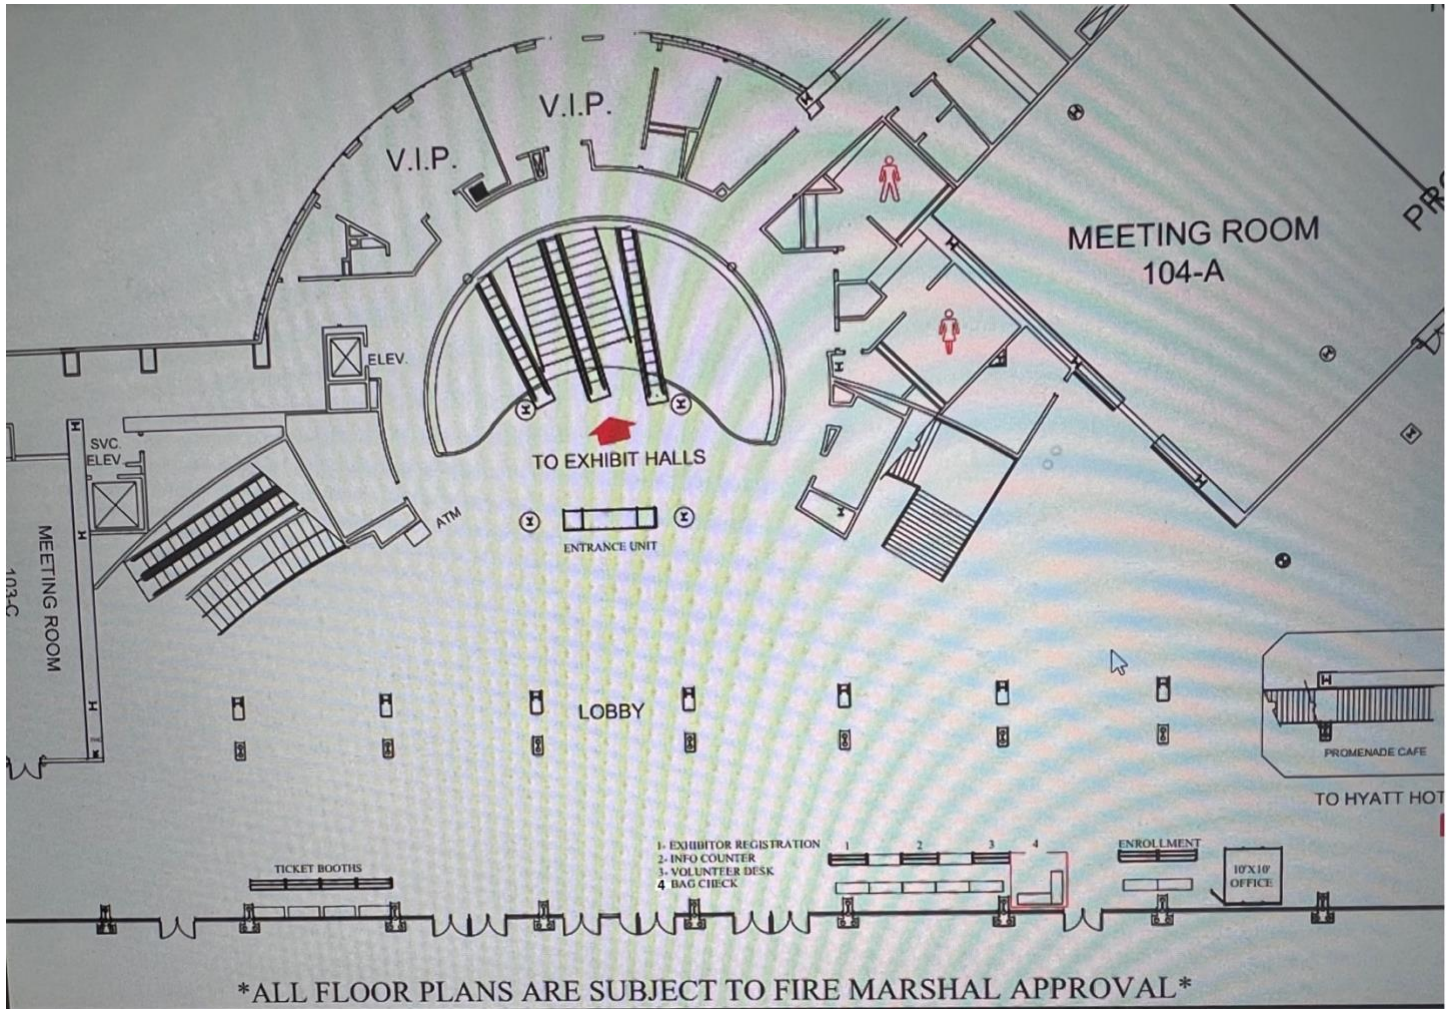 V.I.P.
V.I.P.
MEETING ROOM
104-A
ELEV.
SVC.
ELEV.
TO EXHIBIT HALLS
ATM
ENTRANCE UNIT
MEETING ROOM
103-C
LOBBY
PROMENADE CAFE
TO HYATT HOT
1- EXHIBITOR REGISTRATION
2- INFO COUNTER
3- VOLUNTEER DESK
4 BAG CHECK
1 2 3 4
ENROLLMENT
10'X10'
OFFICE
TICKET BOOTHS
*ALL FLOOR PLANS ARE SUBJECT TO FIRE MARSHAL APPROVAL*